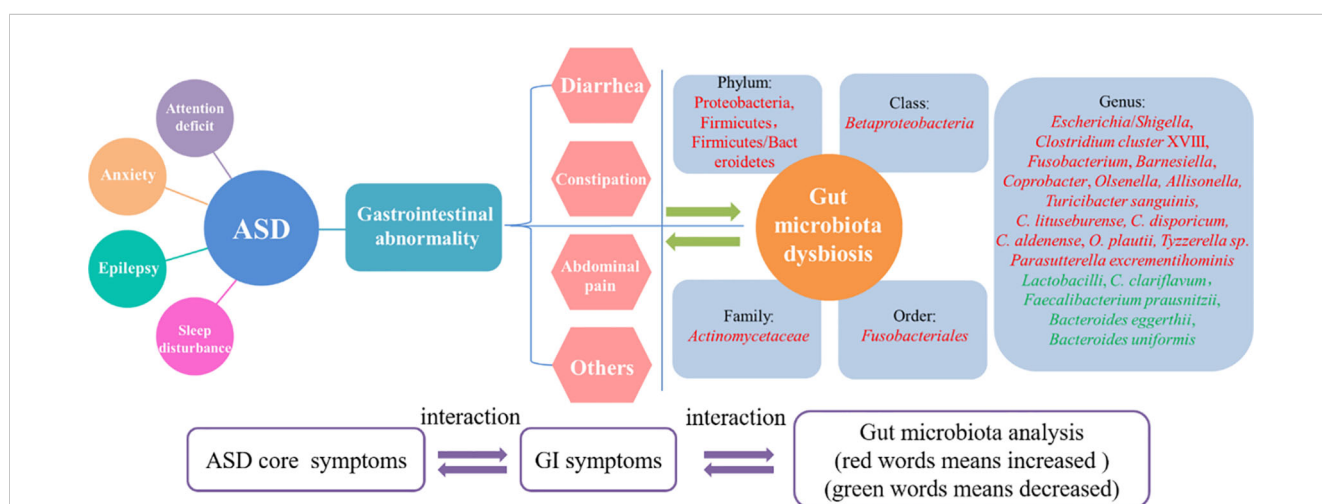 Attention
deficit
Anxiety
Epilepsy
Sleep
disturbance
ASD
Gastrointestinal
abnormality
Diarrhea
Constipation
Abdominal
pain
Others
Phylum:
Proteobacteria,
Firmicutes，
Firmicutes/Bact
eroidetes
Class:
Betaproteobacteria
Gut
microbiota
dysbiosis
Family:
Actinomycetaceae
Order:
Fusobacteriales
Genus:
Escherichia/Shigella,
Clostridium cluster XVIII,
Fusobacterium, Barnesiella,
Coprobacter, Olsenella, Allisonella,
Turicibacter sanguinis,
C. lituseburense, C. disporicum,
C. aldenense, O. plautii, Tyzzerella sp.
Parasutterella excrementihominis
Lactobacilli, C. clariflavum，
Faecalibacterium prausnitzii,
Bacteroides eggerthii,
Bacteroides uniformis
ASD core symptoms
interaction
GI symptoms
interaction
Gut microbiota analysis
(red words means increased )
(green words means decreased)